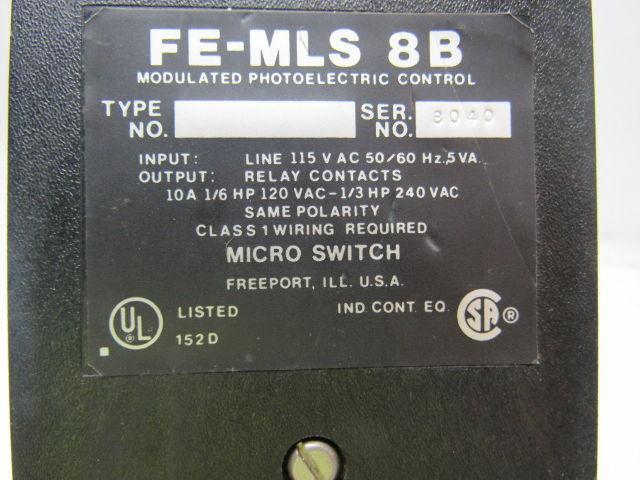 FE-MLS 8B
MODULATED PHOTOELECTRIC CONTROL
TYPE NO.
SER. NO. 8040
INPUT: LINE 115 V AC 50/60 Hz, 5VA.
OUTPUT: RELAY CONTACTS
10A 1/6 HP 120 VAC-1/3 HP 240 VAC
SAME POLARITY
CLASS 1 WIRING REQUIRED
MICRO SWITCH
FREEPORT, ILL. U.S.A.
UL LISTED 152D
IND. CONT. EQ. SA ®